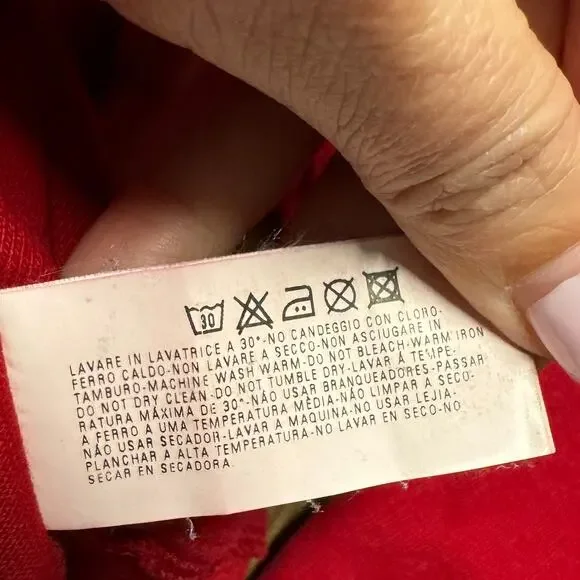 30
LAVARE IN LAVATRICE A 30°-NO CANDEGGIO CON CLORO-
FERRO CALDO-NON LAVARE A SECCO-NON ASCIUGARE IN
TAMBURO-MACHINE WASH WARM-DO NOT BLEACH-WARM IRON
DO NOT DRY CLEAN-DO NOT TUMBLE DRY-LAVAR Á TEMPE-
RATURA MÁXIMA DE 30°-NÃO USAR BRANQUEADORES-PASSAR
A FERRO A UMA TEMPERATURA MÉDIA-NÃO LIMPAR A SECO-
NÃO USAR SECADOR-LAVAR A MAQUINA-NO USAR LEJIA-
PLANCHAR A ALTA TEMPERATURA-NO LAVAR EN SECO-NO
SECAR EN SECADORA.